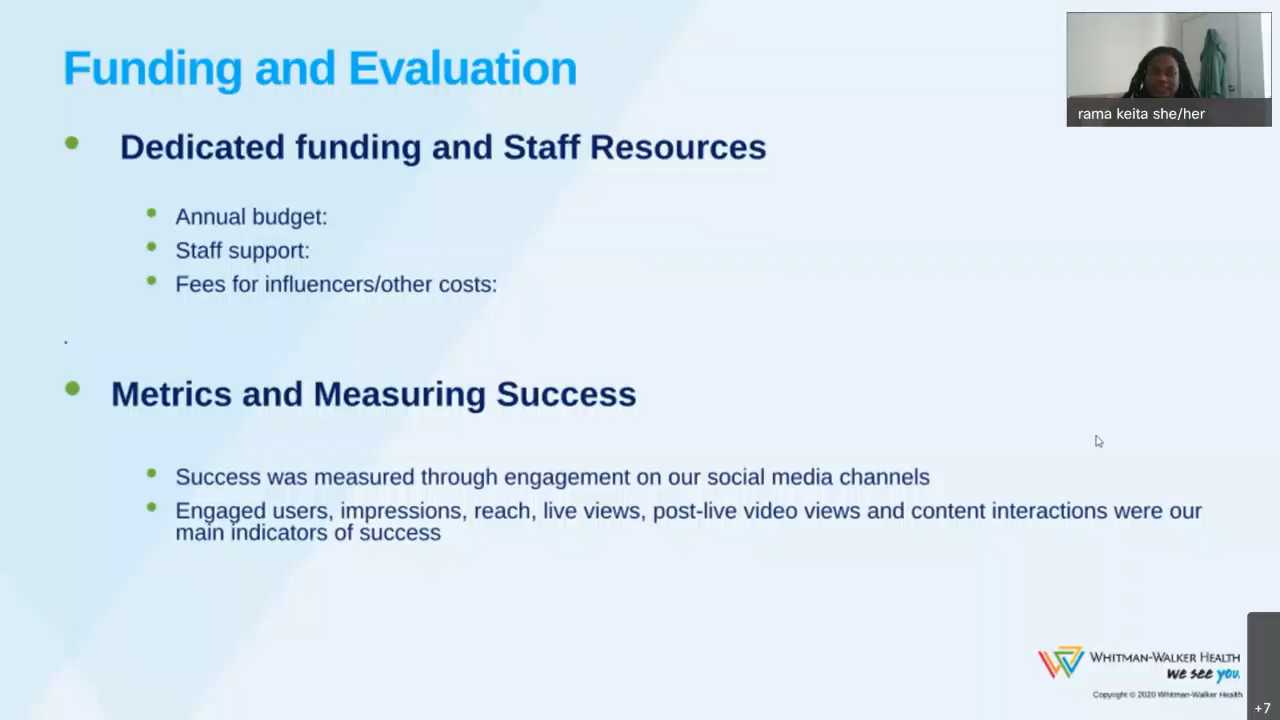 Funding and Evaluation
rama keita she/her
Dedicated funding and Staff Resources
Annual budget:
Staff support:
Fees for influencers/other costs:
.
Metrics and Measuring Success
Success was measured through engagement on our social media channels
Engaged users, impressions, reach, live views, post-live video views and content interactions were our
main indicators of success
WHITMAN-WALKER HEALTH
WE SEE YOU.
Copyright © 2020 Whitman-Walker Health
+7